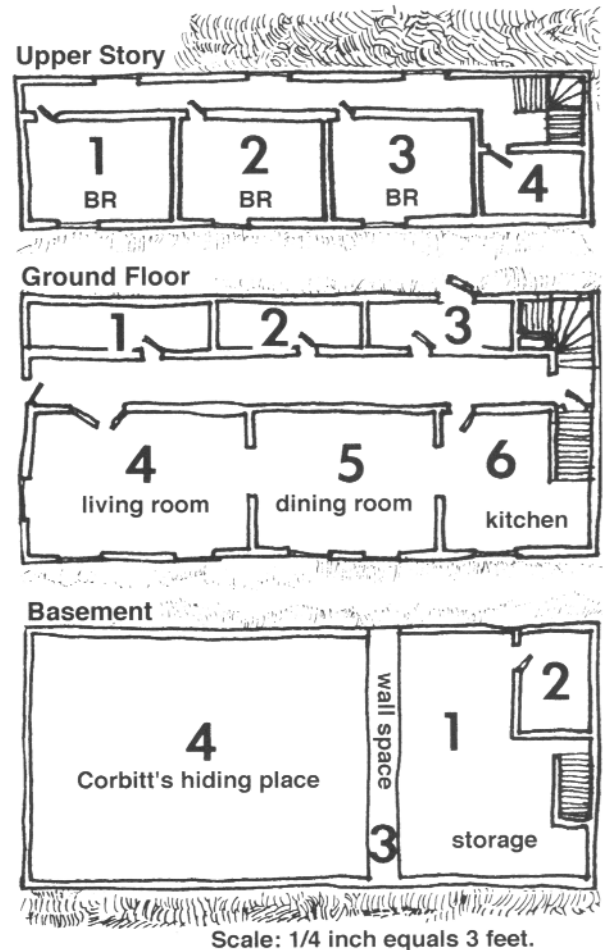 Upper Story
1
BR
2
BR
3
BR
4
Ground Floor
1
2
3
4
living room
5
dining room
6
kitchen
Basement
4
Corbitt's hiding place
wall space
3
1
storage
2
Scale: 1/4 inch equals 3 feet.